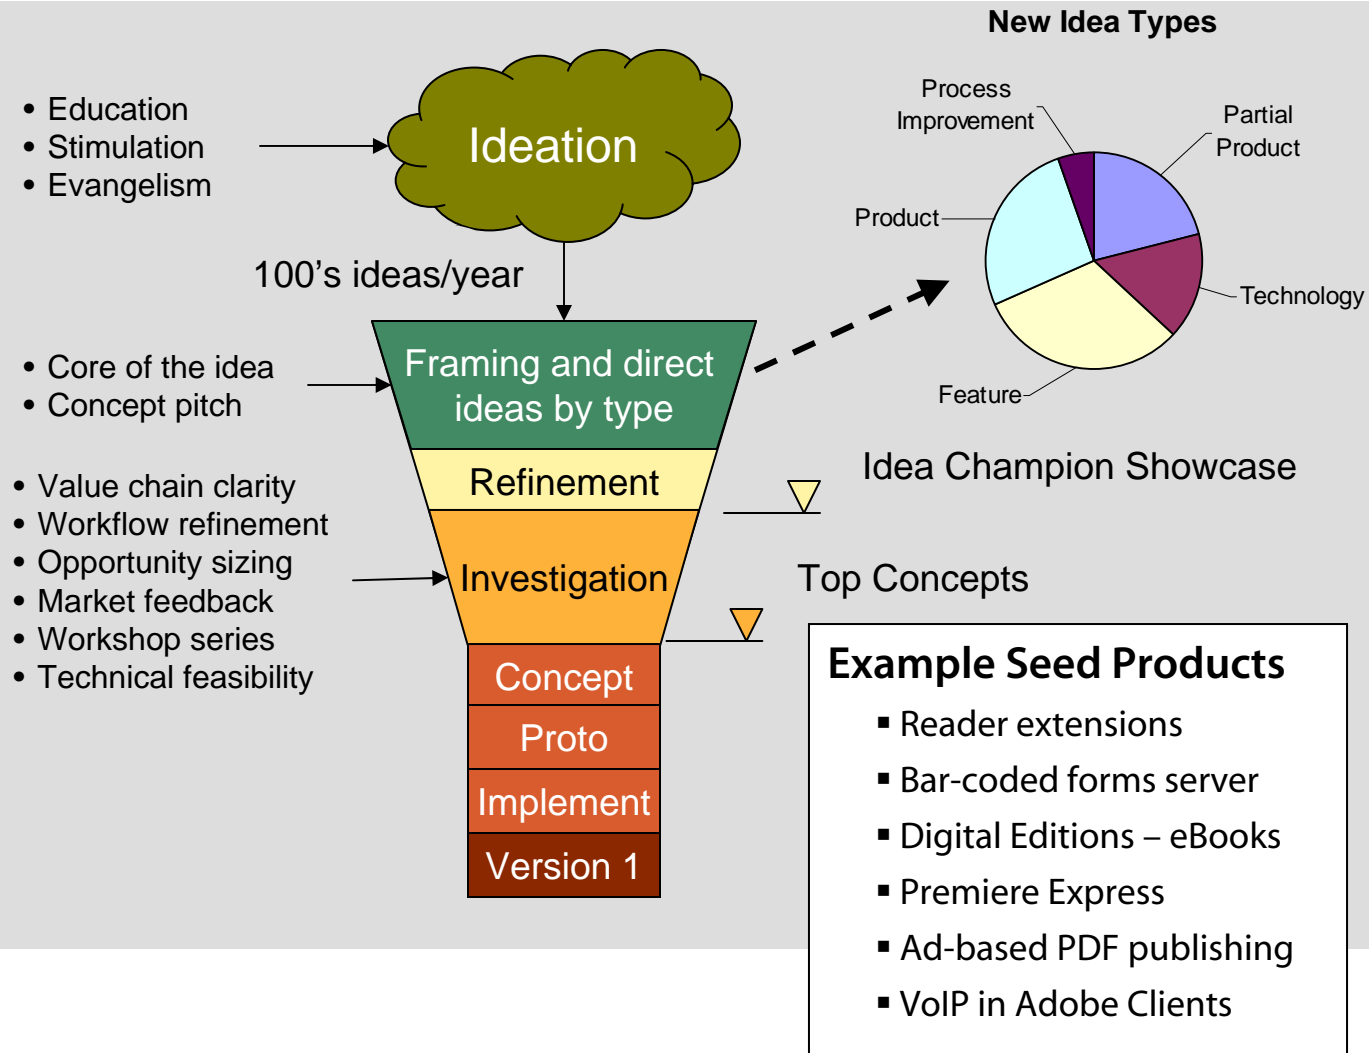 New Idea Types
• Education
• Stimulation
• Evangelism
Ideation
100's ideas/year
Process
Improvement
Partial
Product
Product
Technology
Feature
• Core of the idea
• Concept pitch
Framing and direct
ideas by type
Refinement
Idea Champion Showcase
• Value chain clarity
• Workflow refinement
• Opportunity sizing
• Market feedback
• Workshop series
• Technical feasibility
Investigation
Top Concepts
Concept
Proto
Implement
Version 1
Example Seed Products
▪ Reader extensions
▪ Bar-coded forms server
▪ Digital Editions – eBooks
▪ Premiere Express
▪ Ad-based PDF publishing
▪ VoIP in Adobe Clients